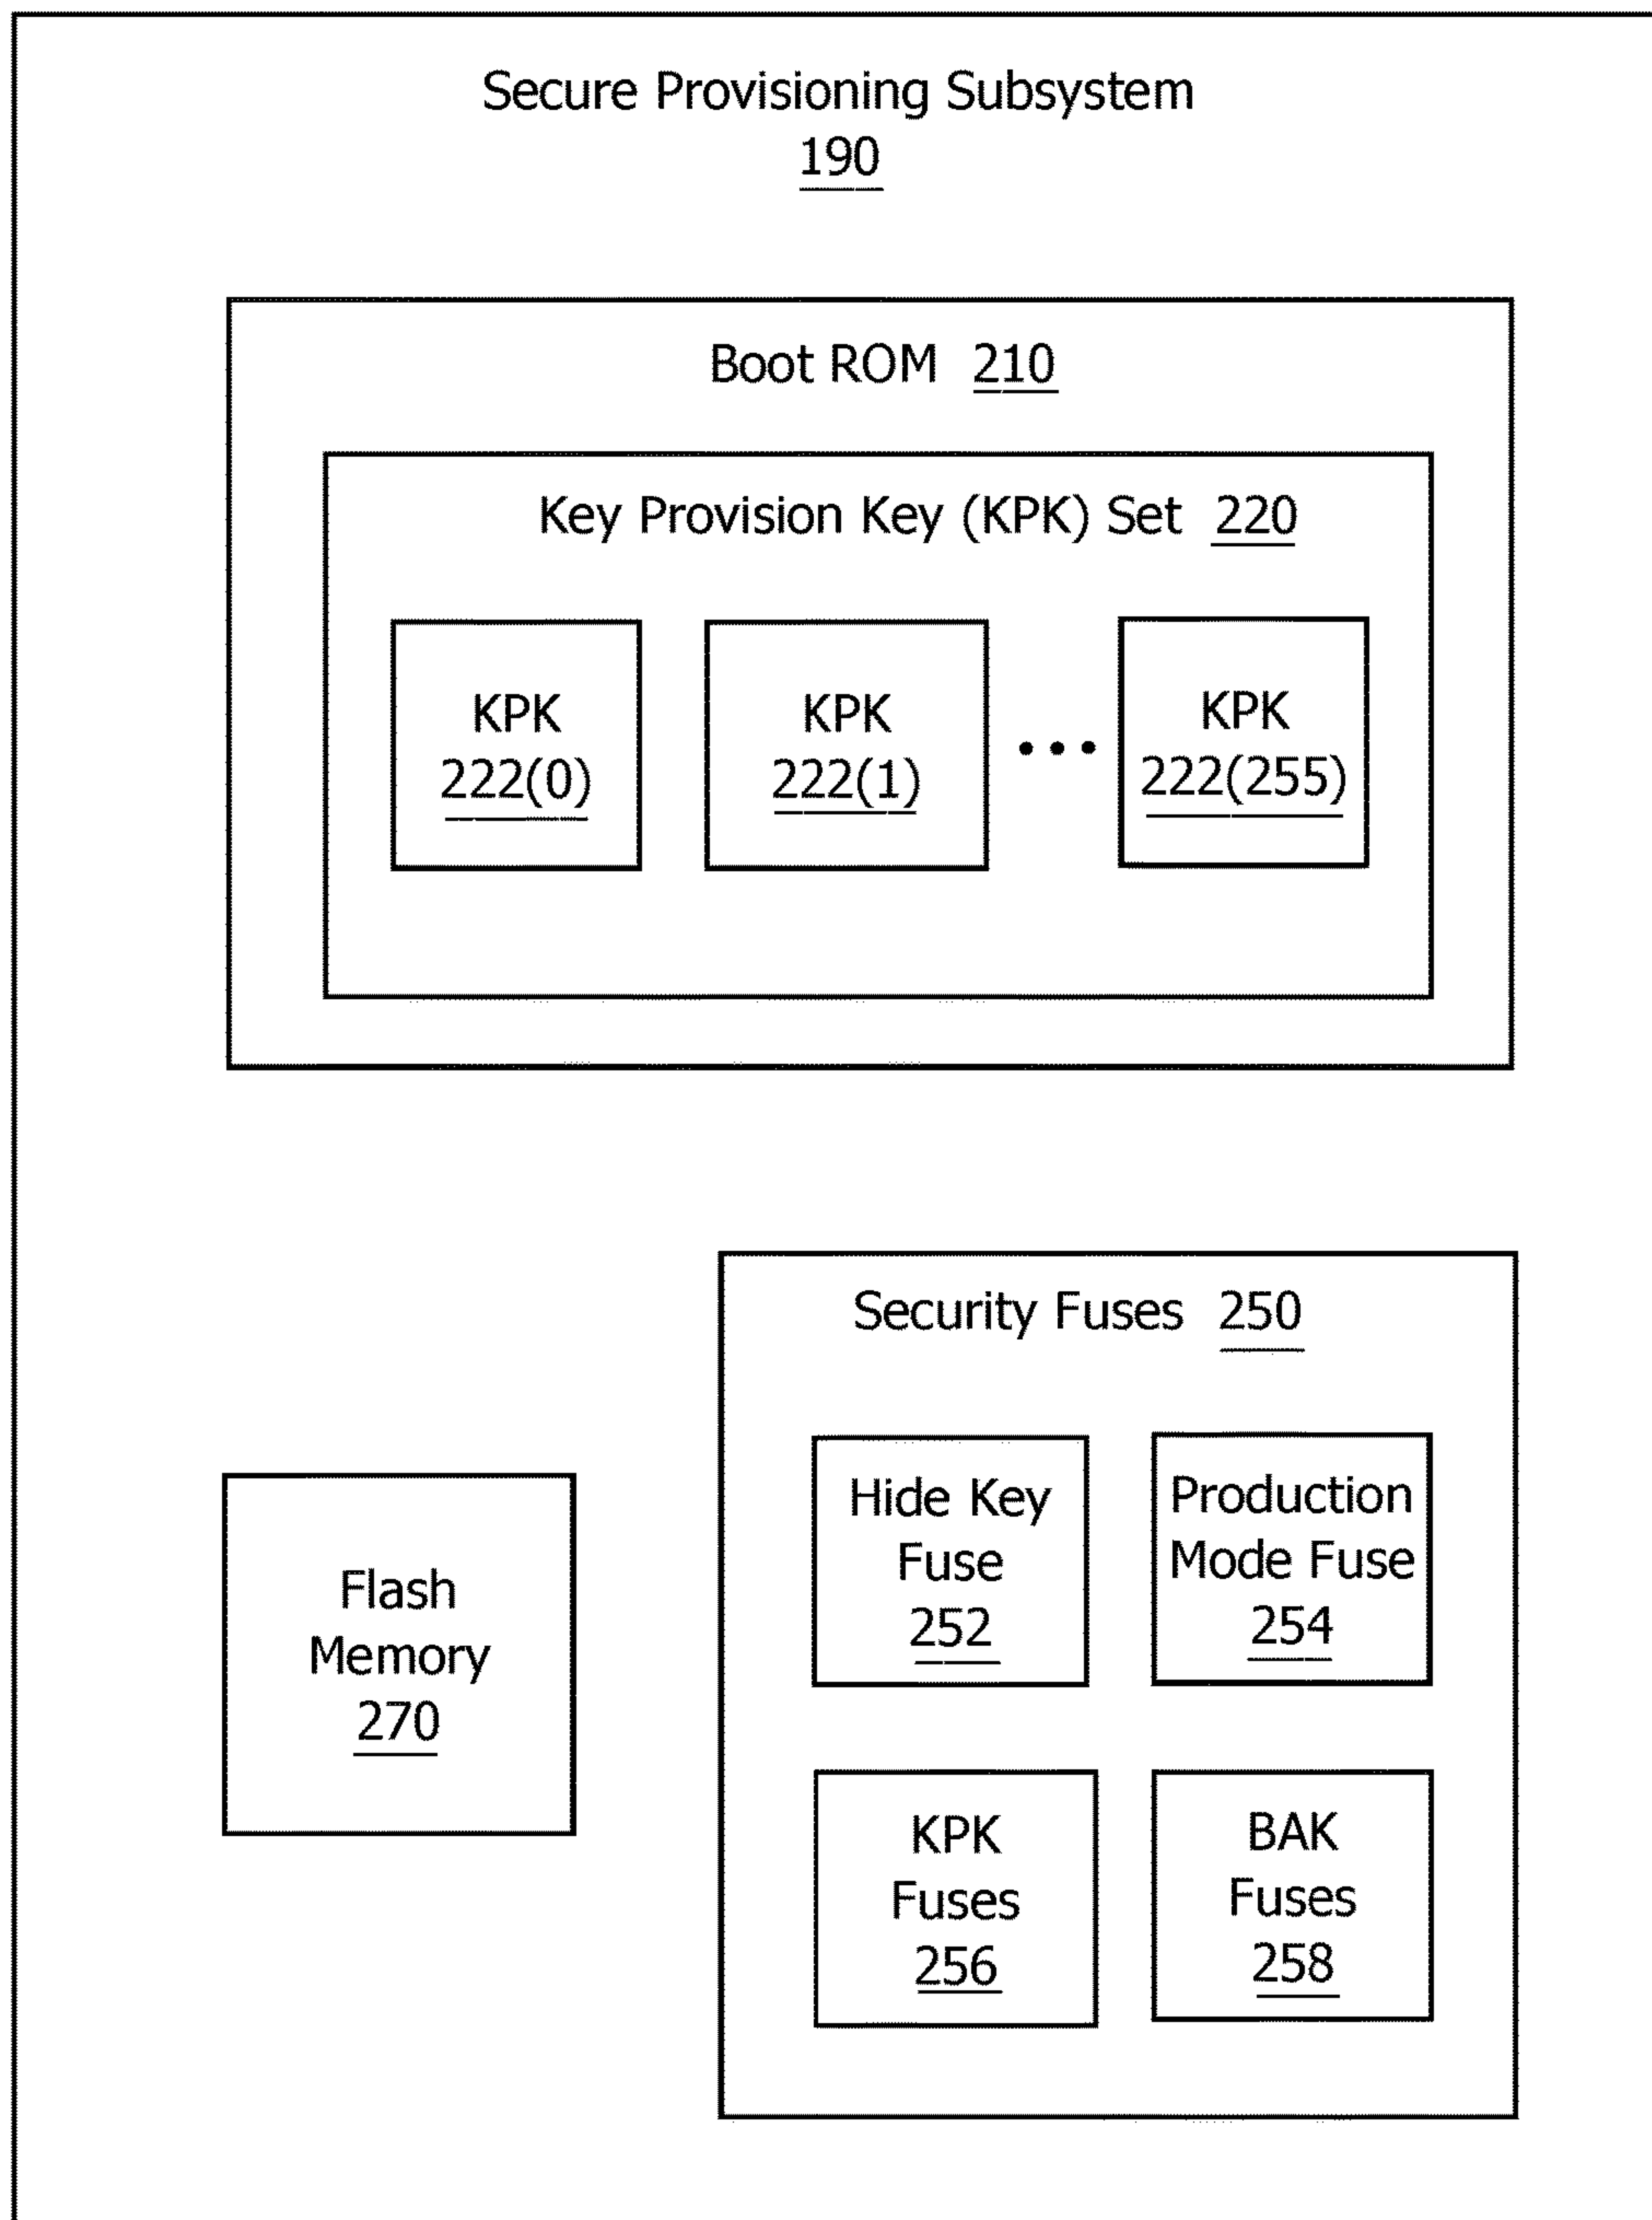 Secure Provisioning Subsystem
190
Boot ROM 210
Key Provision Key (KPK) Set 220
KPK
222(0)
KPK
222(1)
•••
KPK
222(255)
Security Fuses 250
Hide Key
Fuse
252
Production
Mode Fuse
254
Flash
Memory
270
KPK
Fuses
256
BAK
Fuses
258